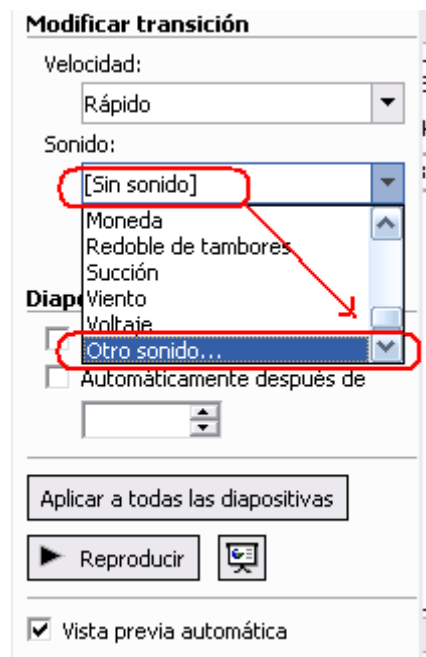 Modificar transición
Velocidad:
Rápido
Sonido:
[Sin sonido]
Moneda
Redoble de tambores
Succión
Viento
Voltaje
Otro sonido...
Automáticamente después de
Aplicar a todas las diapositivas
Reproducir
Vista previa automática